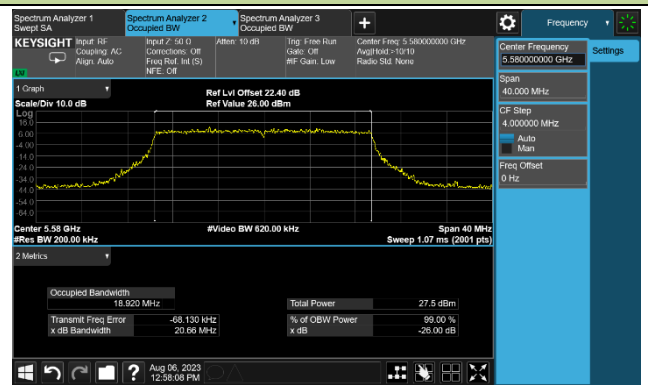 Spectrum Analyzer 1
Swept SA
Spectrum Analyzer 2
Occupied BW
Spectrum Analyzer 3
Occupied BW
+
Frequency
KEYSIGHT
Input: RF
Coupling: AC
Align: Auto
Input Z: 50 Ω
Corrections: Off
Freq Ref: Int (S)
NFE: Off
Atten: 10 dB
Trig: Free Run
Gate: Off
#IF Gain: Low
Center Freq: 5.580000000 GHz
Avg|Hold:>10/10
Radio Std: None
Center Frequency
5.580000000 GHz
Settings
Span
40.000 MHz
CF Step
4.000000 MHz
Auto
Man
Freq Offset
0 Hz
LW
1 Graph
Scale/Div 10.0 dB
Ref Lvl Offset 22.40 dB
Ref Value 26.00 dBm
Log
16.0
6.00
-4.00
-14.0
-24.0
-34.0
-44.0
-54.0
-64.0
Center 5.58 GHz
#Video BW 620.00 kHz
Span 40 MHz
#Res BW 200.00 kHz
Sweep 1.07 ms (2001 pts)
2 Metrics
Occupied Bandwidth
18.920 MHz
Total Power
27.5 dBm
Transmit Freq Error
-68.130 kHz
% of OBW Power
99.00 %
x dB Bandwidth
20.66 MHz
x dB
-26.00 dB
?
Aug 06, 2023
12:58:08 PM